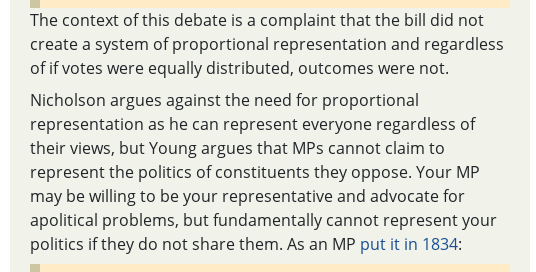 The context of this debate is a complaint that the bill did not
create a system of proportional representation and regardless
of if votes were equally distributed, outcomes were not.
Nicholson argues against the need for proportional
representation as he can represent everyone regardless of
their views, but Young argues that MPs cannot claim to
represent the politics of constituents they oppose. Your MP
may be willing to be your representative and advocate for
apolitical problems, but fundamentally cannot represent your
politics if they do not share them. As an MP put it in 1834: